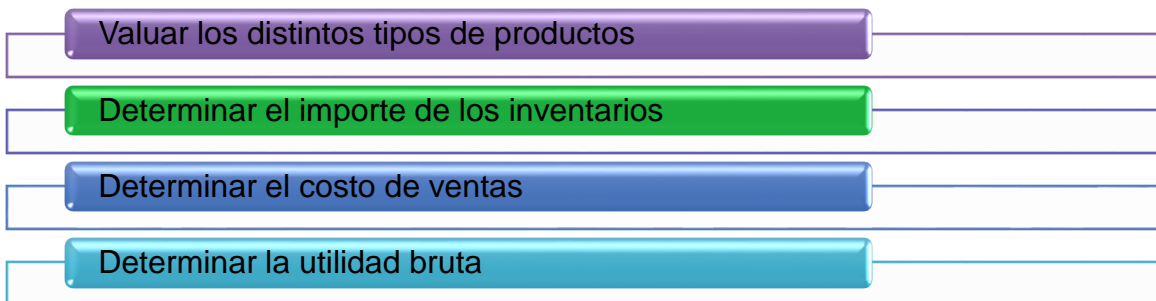 Valuar los distintos tipos de productos
Determinar el importe de los inventarios
Determinar el costo de ventas
Determinar la utilidad bruta